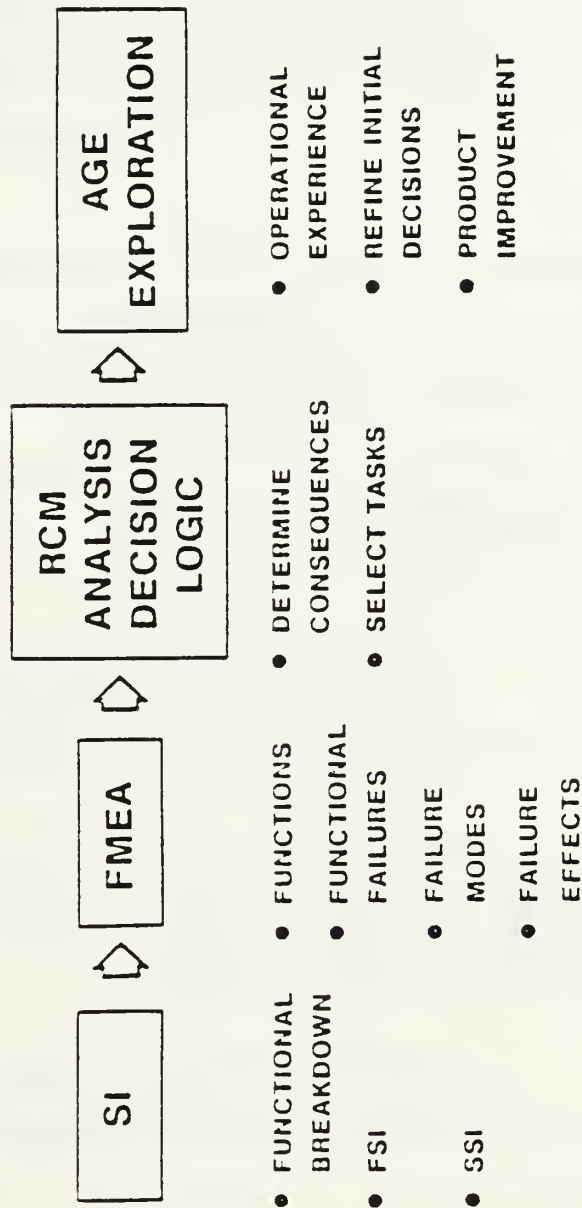 SI
FMEA
RCM
ANALYSIS
DECISION
LOGIC
AGE
EXPLORATION
• FUNCTIONAL
BREAKDOWN
• FSI
• SSI
• FUNCTIONS
• FUNCTIONAL
FAILURES
• FAILURE
MODES
• FAILURE
EFFECTS
• DETERMINE
CONSEQUENCES
• SELECT TASKS
• OPERATIONAL
EXPERIENCE
• REFINE INITIAL
DECISIONS
• PRODUCT
IMPROVEMENT